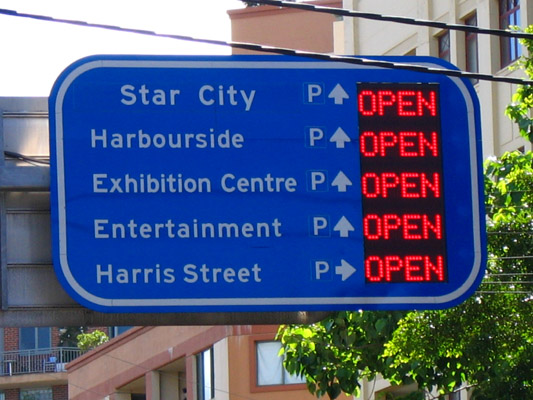 Star City P ↑ OPEN
Harbourside P ↑ OPEN
Exhibition Centre P ↑ OPEN
Entertainment P ↑ OPEN
Harris Street P → OPEN